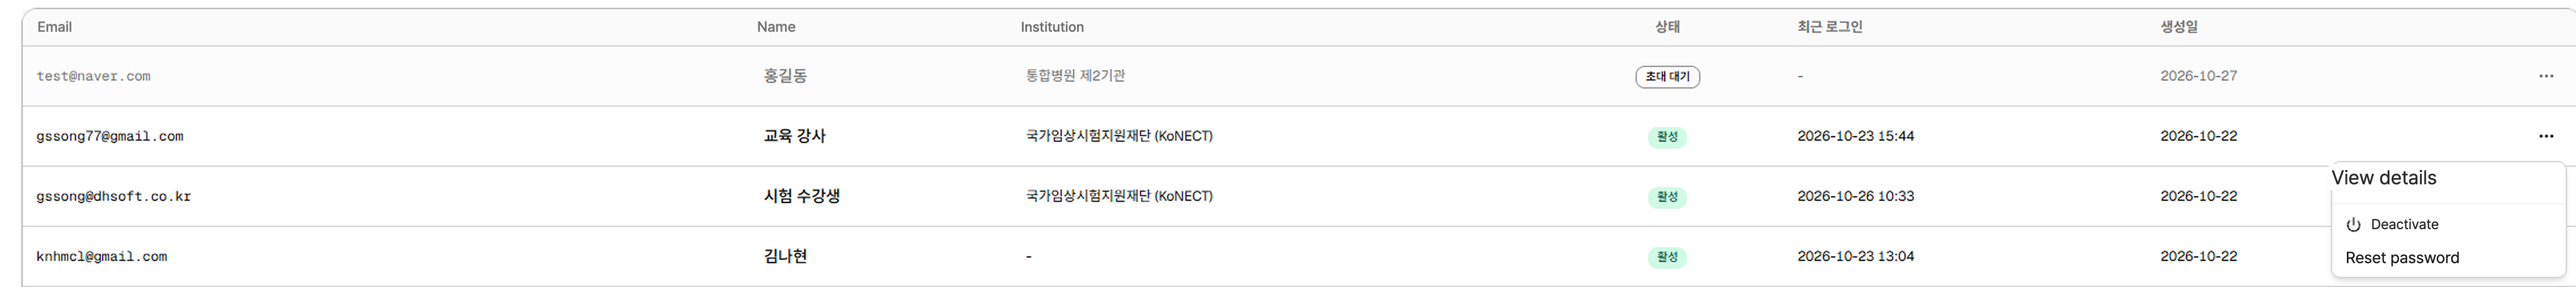 Email Name Institution 상태 최근 로그인 생성일
test@naver.com 홍길동 통합병원 제2기관 초대 대기 - 2026-10-27 ...
gssong77@gmail.com 교육 강사 국가임상시험지원재단 (KoNECT) 활성 2026-10-23 15:44 2026-10-22 ...
View details
gssong@dhsoft.co.kr 시험 수강생 국가임상시험지원재단 (KoNECT) 활성 2026-10-26 10:33 2026-10-22
Deactivate
knhmcl@gmail.com 김나현 - 활성 2026-10-23 13:04 2026-10-22
Reset password